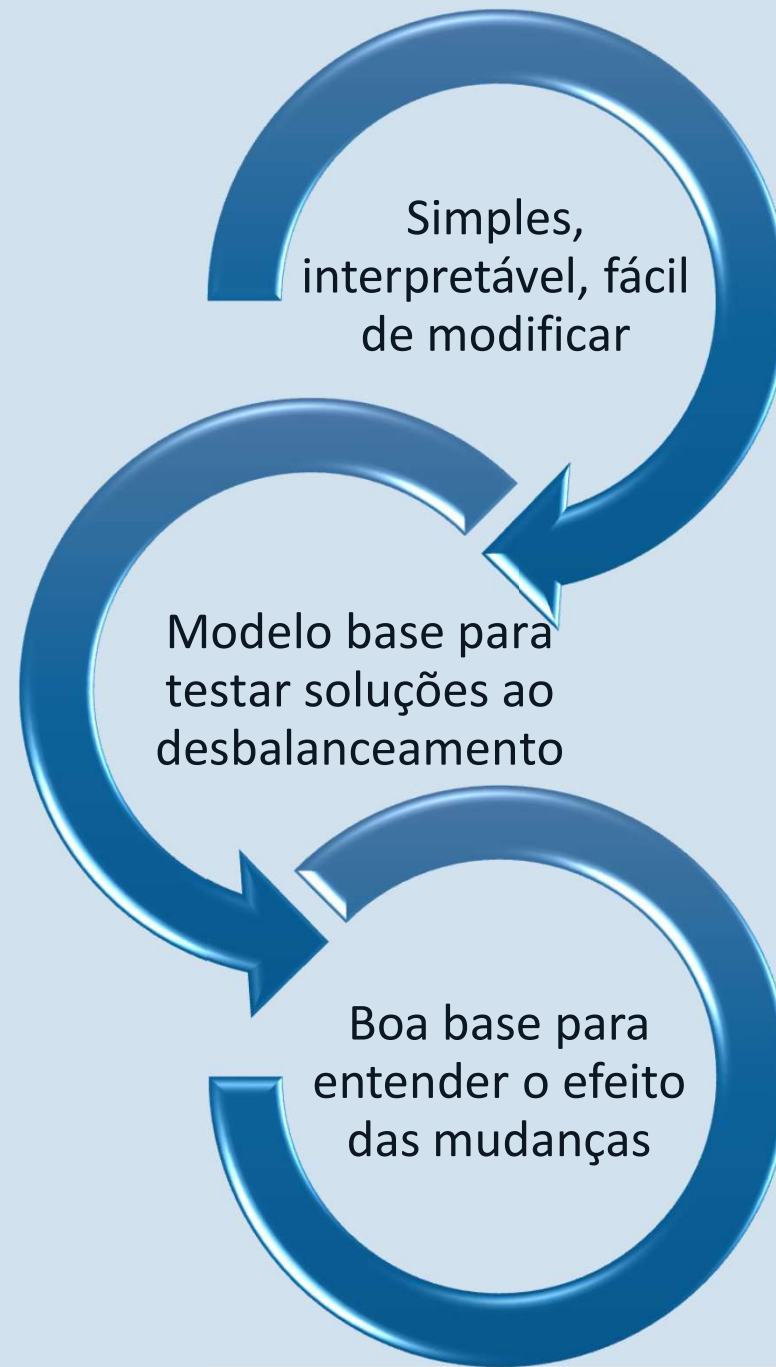 Simples,
interpretável, fácil
de modificar
Modelo base para
testar soluções ao
desbalanceamento
Boa base para
entender o efeito
das mudanças